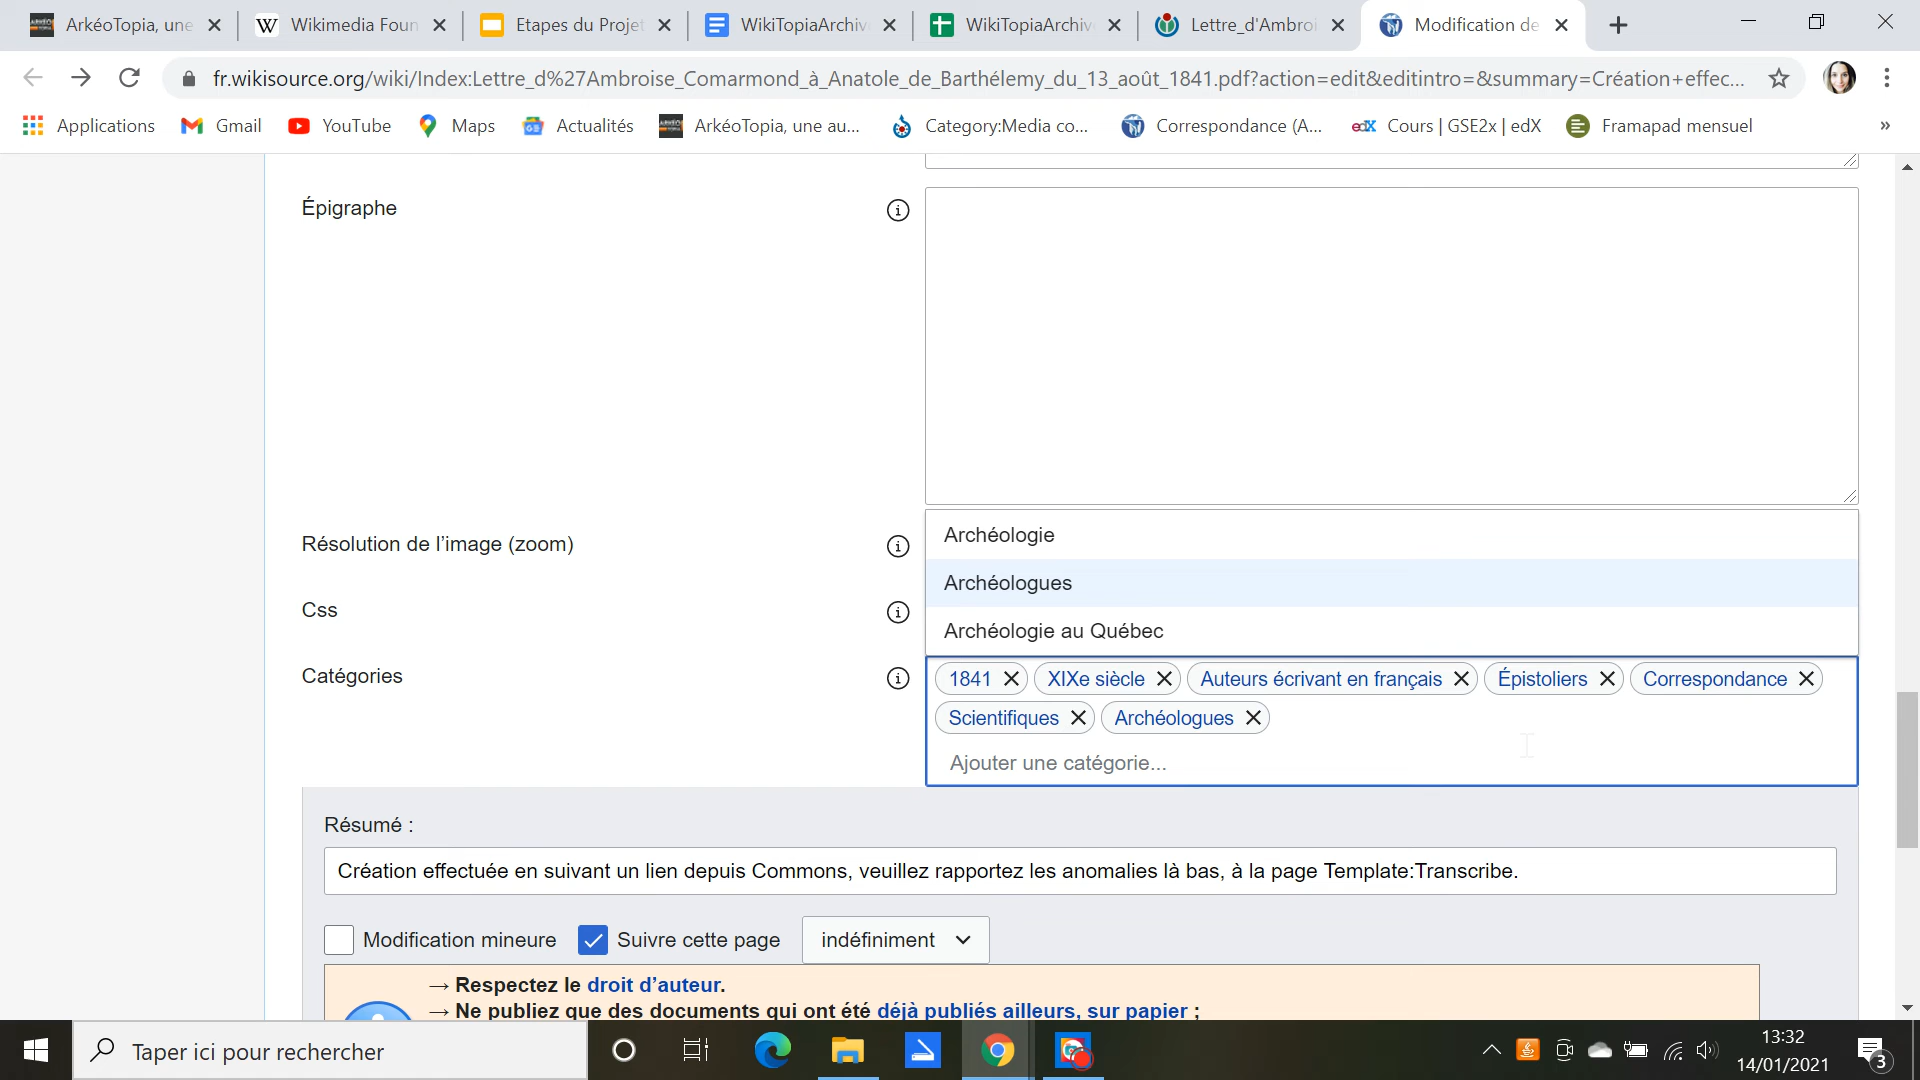 ArkéoTopia, une
Wikimedia Foun
Etapes du Projet
WikiTopiaArchiv
WikiTopiaArchiv
Lettre_d'Ambroi
Modification de
fr.wikisource.org/wiki/Index:Lettre_d%27Ambroise_Comarmond_à_Anatole_de_Barthélemy_du_13_août_1841.pdf?action=edit&editintro=&summary=Création+effec...
Applications
Gmail
YouTube
Maps
Actualités
ArkéoTopia, une au...
Category:Media co...
Correspondance (A...
edX Cours | GSE2x | edX
Framapad mensuel
»
Épigraphe
Résolution de l'image (zoom)
Archéologie
Archéologues
Css
Archéologie au Québec
Catégories
1841
XIXe siècle
Auteurs écrivant en français
Épistoliers
Correspondance
Scientifiques
Archéologues
Ajouter une catégorie...
Résumé :
Création effectuée en suivant un lien depuis Commons, veuillez rapportez les anomalies là bas, à la page Template:Transcribe.
Modification mineure
Suivre cette page
indéfiniment
→ Respectez le droit d'auteur.
→ Ne publiez que des documents qui ont été déjà publiés ailleurs, sur papier ;
Taper ici pour rechercher
13:32
14/01/2021
3